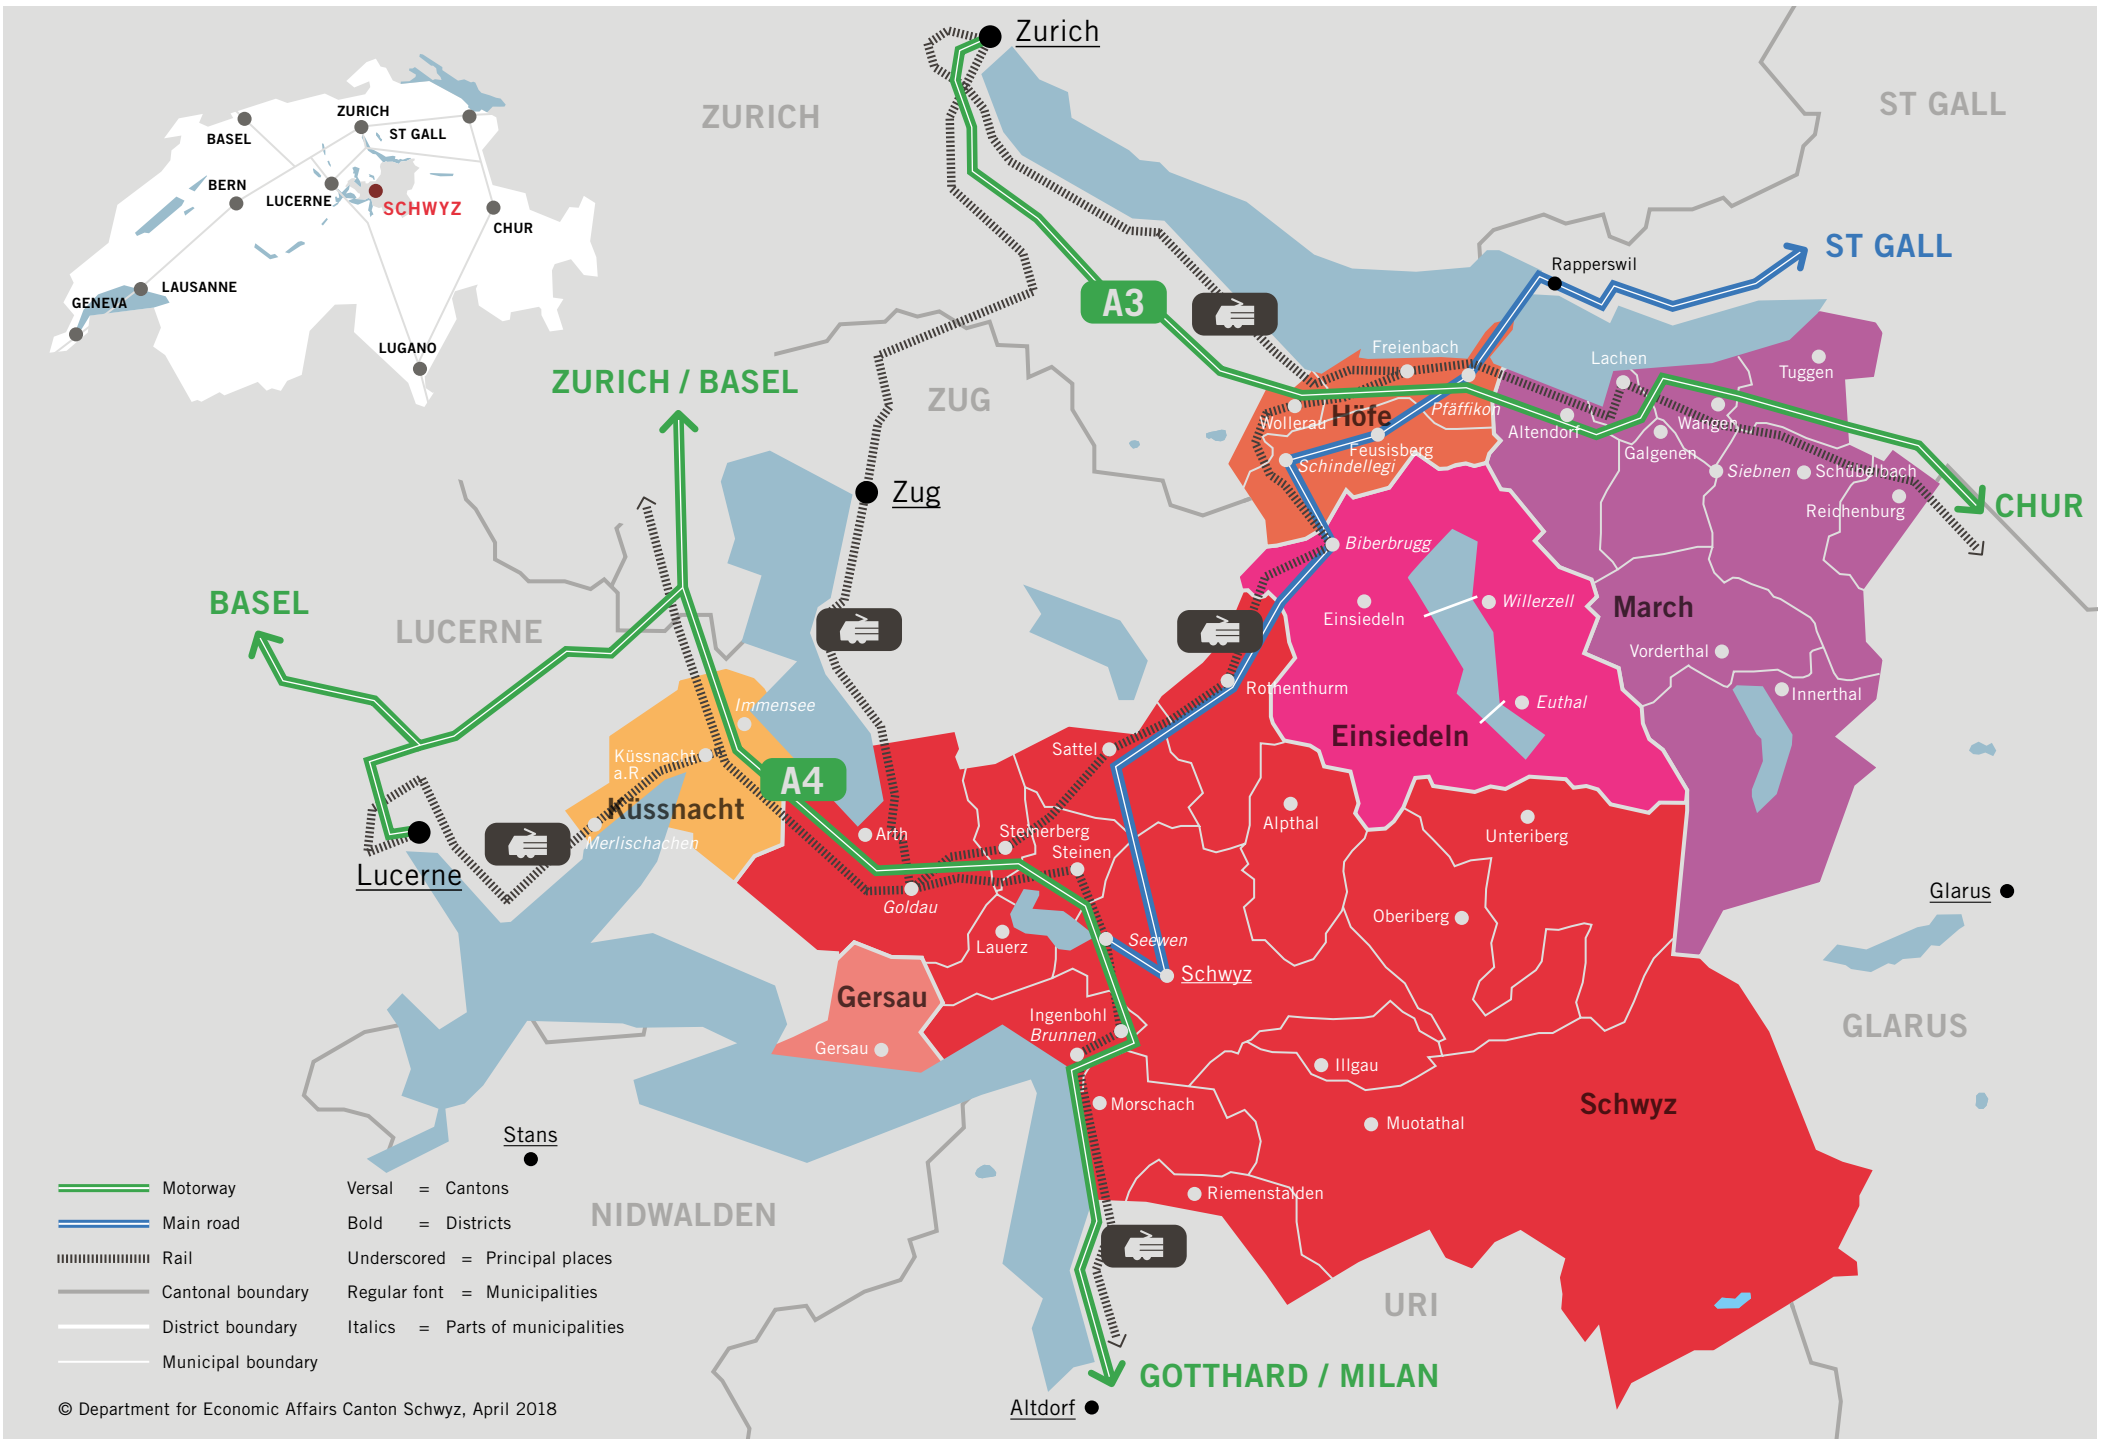 Zurich
ZURICH
ST GALL
ZURICH
BASEL
ST GALL
BERN
LUCERNE
SCHWYZ
CHUR
LAUSANNE
GENEVA
LUGANO
ST GALL
Rapperswil
A3
Freienbach
Lachen
Tuggen
ZURICH / BASEL
ZUG
Wollerau
Höfe
Pfäffikon
Altendorf
Wangen
Feusisberg
Galgenen
Schindellegi
Siebnen
Schübelbach
Zug
CHUR
Reichenburg
Biberbrugg
BASEL
LUCERNE
Einsiedeln
Willerzell
March
Vorderthal
Rothenthurm
Innerthal
Immensee
Euthal
Einsiedeln
Küssnacht
a.R.
Sattel
A4
Küssnacht
Alpthal
Arth
Steinerberg
Unteriberg
Merlischachen
Steinen
Lucerne
Glarus
Goldau
Oberiberg
Lauerz
Seewen
Schwyz
Gersau
Ingenbohl
Brunnen
GLARUS
Gersau
Illgau
Morschach
Schwyz
Muotathal
Stans
Riemenstalden
NIDWALDEN
URI
GOTTHARD / MILAN
Altdorf
Motorway
Versal = Cantons
Main road
Bold = Districts
Rail
Underscored = Principal places
Cantonal boundary
Regular font = Municipalities
District boundary
Italics = Parts of municipalities
Municipal boundary
© Department for Economic Affairs Canton Schwyz, April 2018